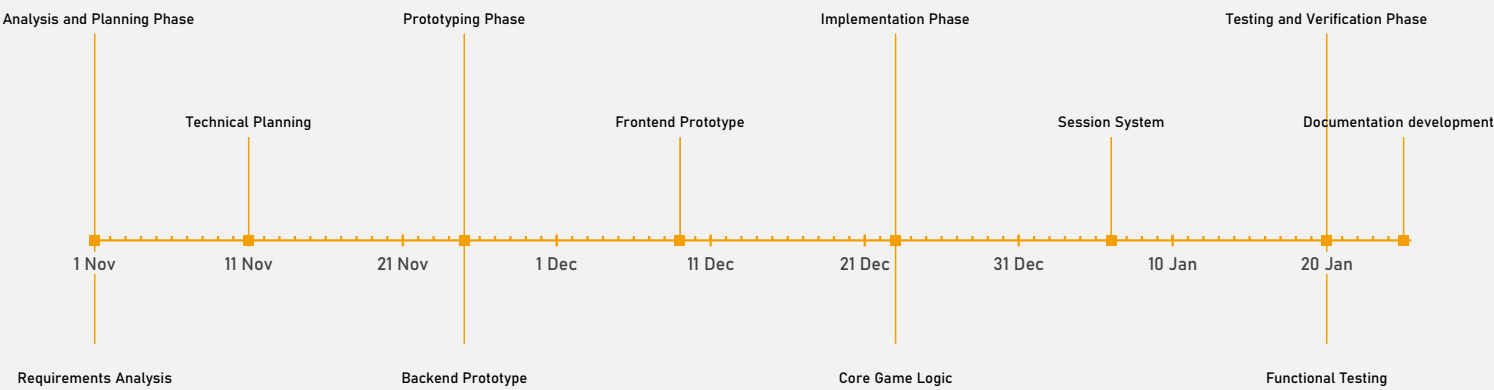 Analysis and Planning Phase
Prototyping Phase
Implementation Phase
Testing and Verification Phase
Technical Planning
Frontend Prototype
Session System
Documentation development
1 Nov
11 Nov
21 Nov
1 Dec
11 Dec
21 Dec
31 Dec
10 Jan
20 Jan
Requirements Analysis
Backend Prototype
Core Game Logic
Functional Testing